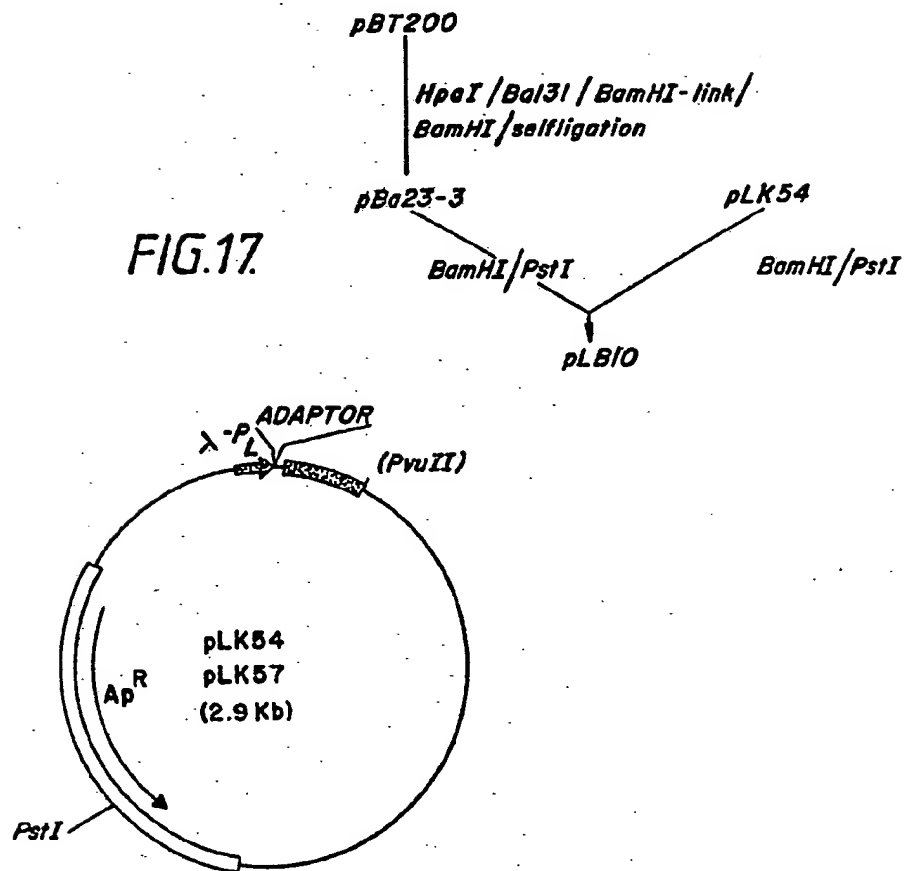 pBT200
HpaI/Bal31/BamHI-link/
BamHI/selfligation
pBa23-3
pLK54
FIG.17.
BamHI/PstI
BamHI/PstI
pLB10
λ-PL
ADAPTOR
(PvuII)
pLK54
pLK57
(2.9 Kb)
ApR
PstI